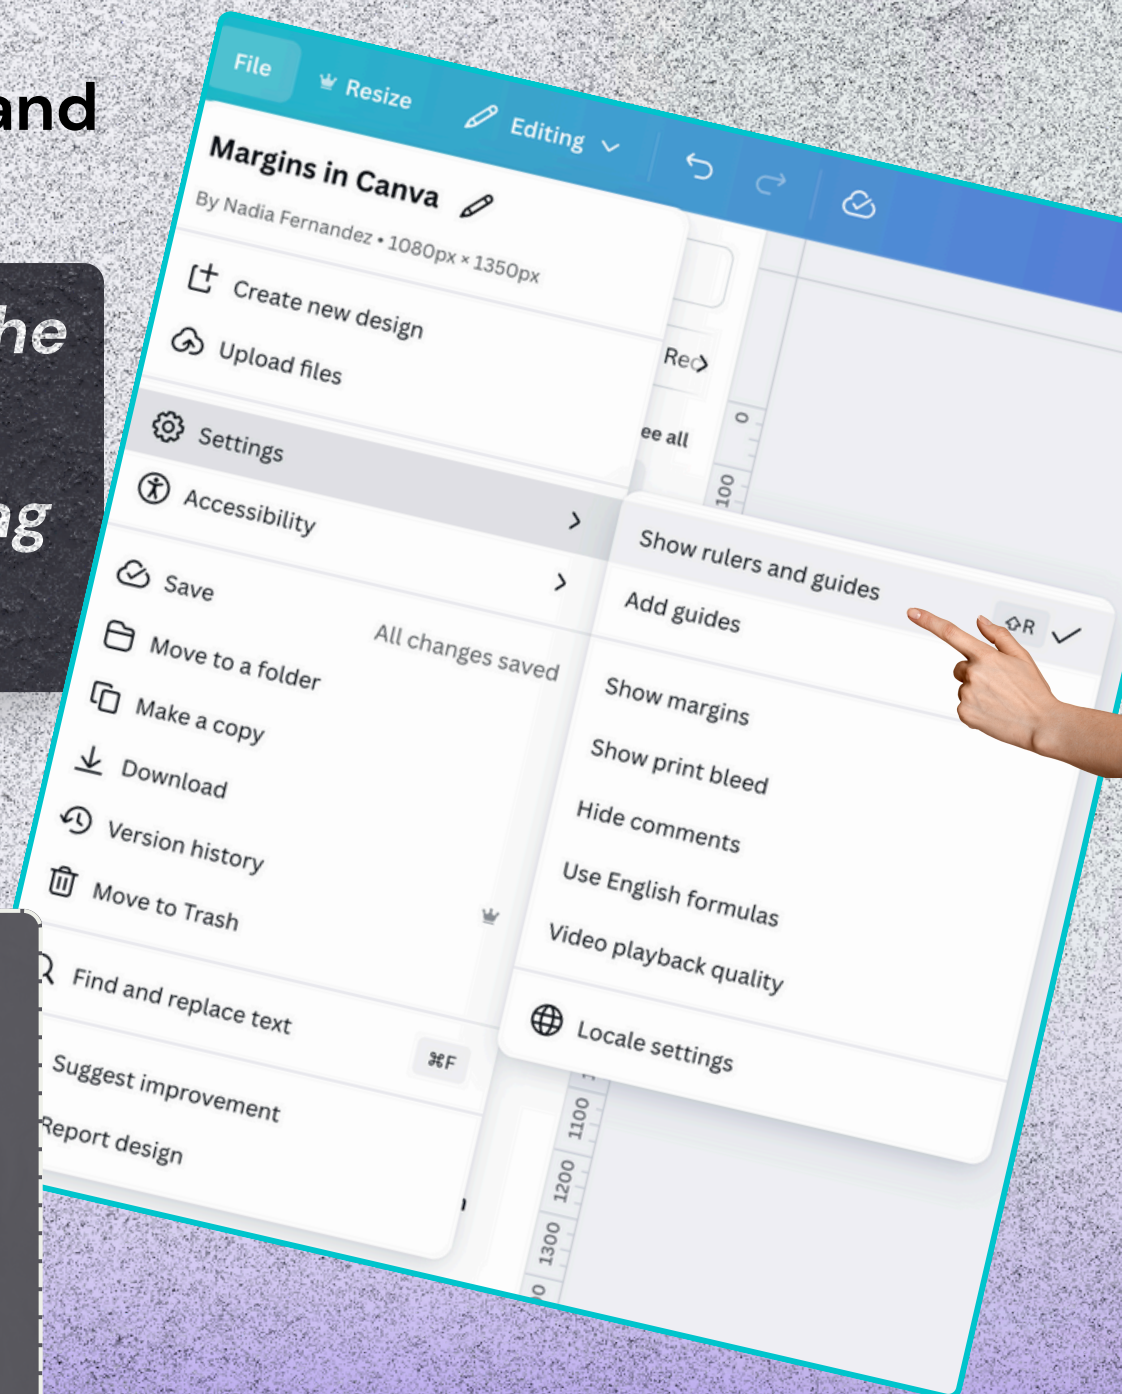 and
he
ag
File
Resize
Editing
Margins in Canva
By Nadia Fernandez • 1080px × 1350px
Create new design
Upload files
Settings
Accessibility
Save
All changes saved
Move to a folder
Make a copy
Download
Version history
Move to Trash
Find and replace text
⌘F
Suggest improvement
Report design
Rec
ee all
0
100
Show rulers and guides
⇧R
Add guides
Show margins
Show print bleed
Hide comments
Use English formulas
Video playback quality
Locale settings
1100
1200
1300